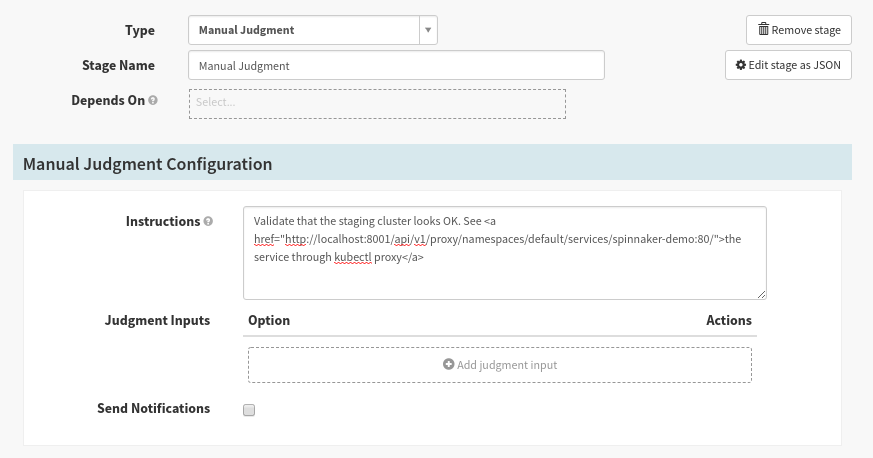 Type
Manual Judgment
Remove stage
Stage Name
Manual Judgment
Edit stage as JSON
Depends On
Select...
Manual Judgment Configuration
Instructions
Validate that the staging cluster looks OK. See <a
href="http://localhost:8001/api/v1/proxy/namespaces/default/services/spinnaker-demo:80/">the
service through kubectl proxy</a>
Judgment Inputs
Option
Actions
Add judgment input
Send Notifications